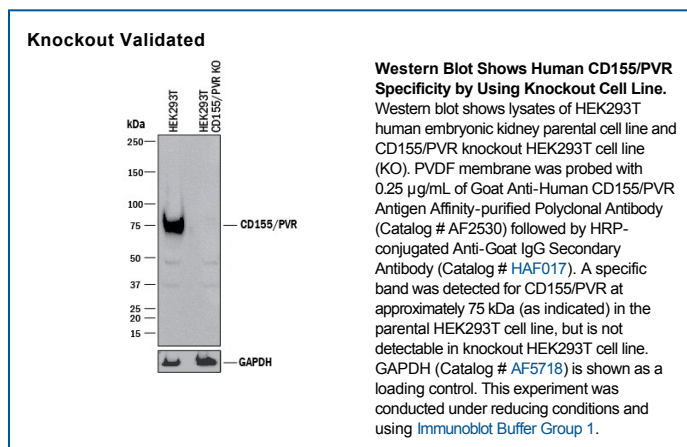 Knockout Validated
HEK293T
HEK293T
CD155/PVR KO
kDa
250
150
100
75
50
37
25
20
15
CD155/PVR
GAPDH
Western Blot Shows Human CD155/PVR
Specificity by Using Knockout Cell Line.
Western blot shows lysates of HEK293T
human embryonic kidney parental cell line and
CD155/PVR knockout HEK293T cell line
(KO). PVDF membrane was probed with
0.25 µg/mL of Goat Anti-Human CD155/PVR
Antigen Affinity-purified Polyclonal Antibody
(Catalog # AF2530) followed by HRP-
conjugated Anti-Goat IgG Secondary
Antibody (Catalog # HAF017). A specific
band was detected for CD155/PVR at
approximately 75 kDa (as indicated) in the
parental HEK293T cell line, but is not
detectable in knockout HEK293T cell line.
GAPDH (Catalog # AF5718) is shown as a
loading control. This experiment was
conducted under reducing conditions and
using Immunoblot Buffer Group 1.